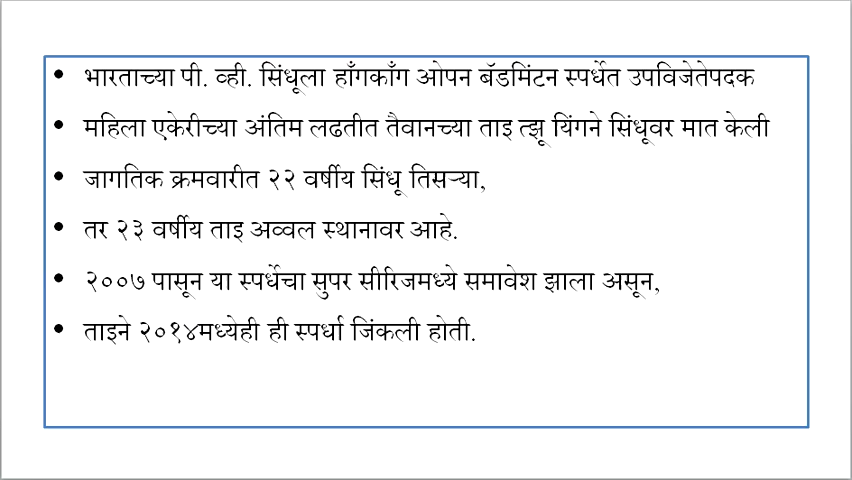 • भारताच्या पी. व्ही. सिंधूला हाँगकाँग ओपन बॅडमिंटन स्पर्धेत उपविजेतेपदक
• महिला एकेरीच्या अंतिम लढतीत तैवानच्या ताइ त्झू यिंगने सिंधूवर मात केली
• जागतिक क्रमवारीत २२ वर्षीय सिंधू तिसऱ्या,
• तर २३ वर्षीय ताइ अव्वल स्थानावर आहे.
• २००७ पासून या स्पर्धेचा सुपर सीरिजमध्ये समावेश झाला असून,
• ताइने २०१४मध्येही ही स्पर्धा जिंकली होती.